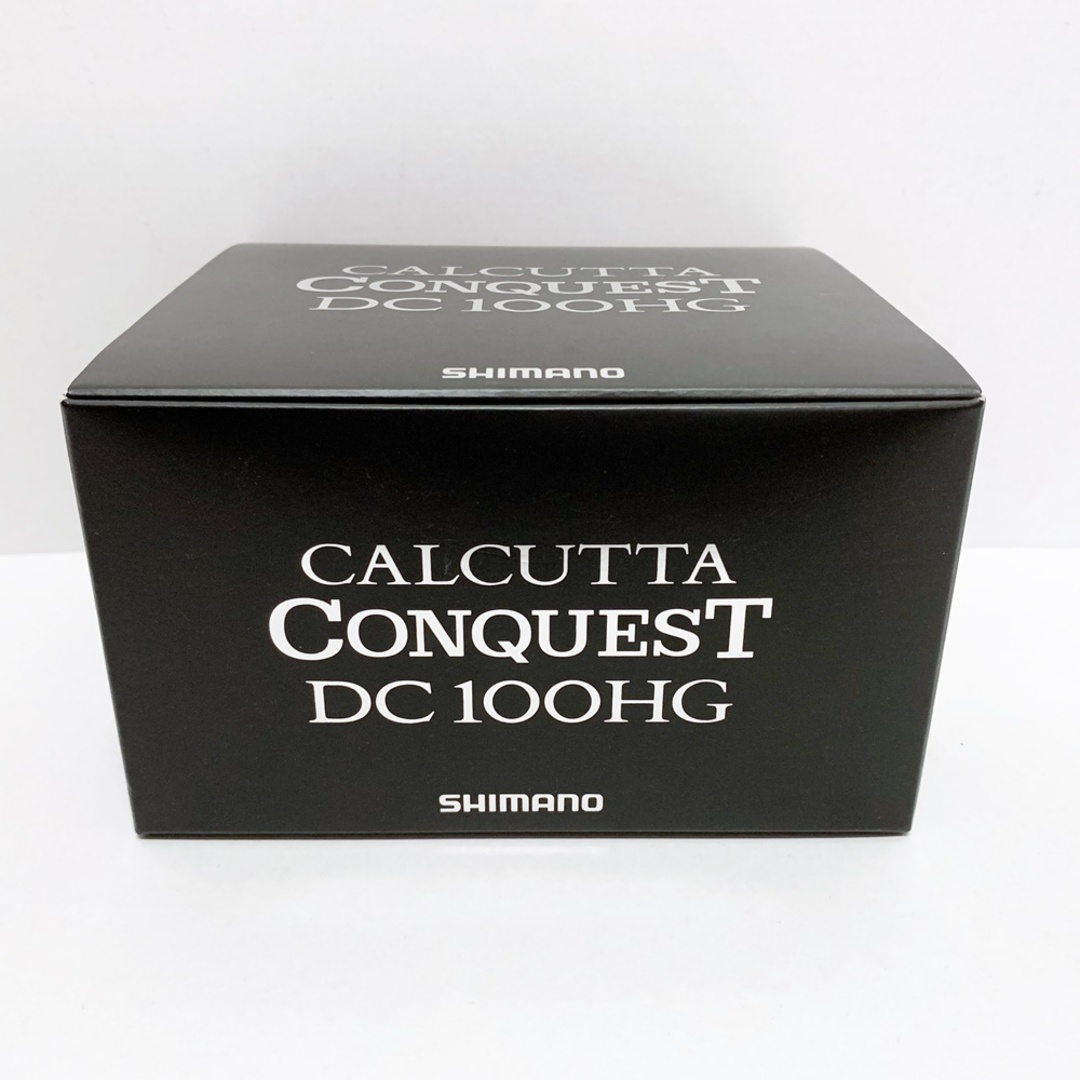 CALCUTTA
CONQUEST
DC 100HG
SHIMANO
CALCUTTA
CONQUEST
DC 100HG
SHIMANO